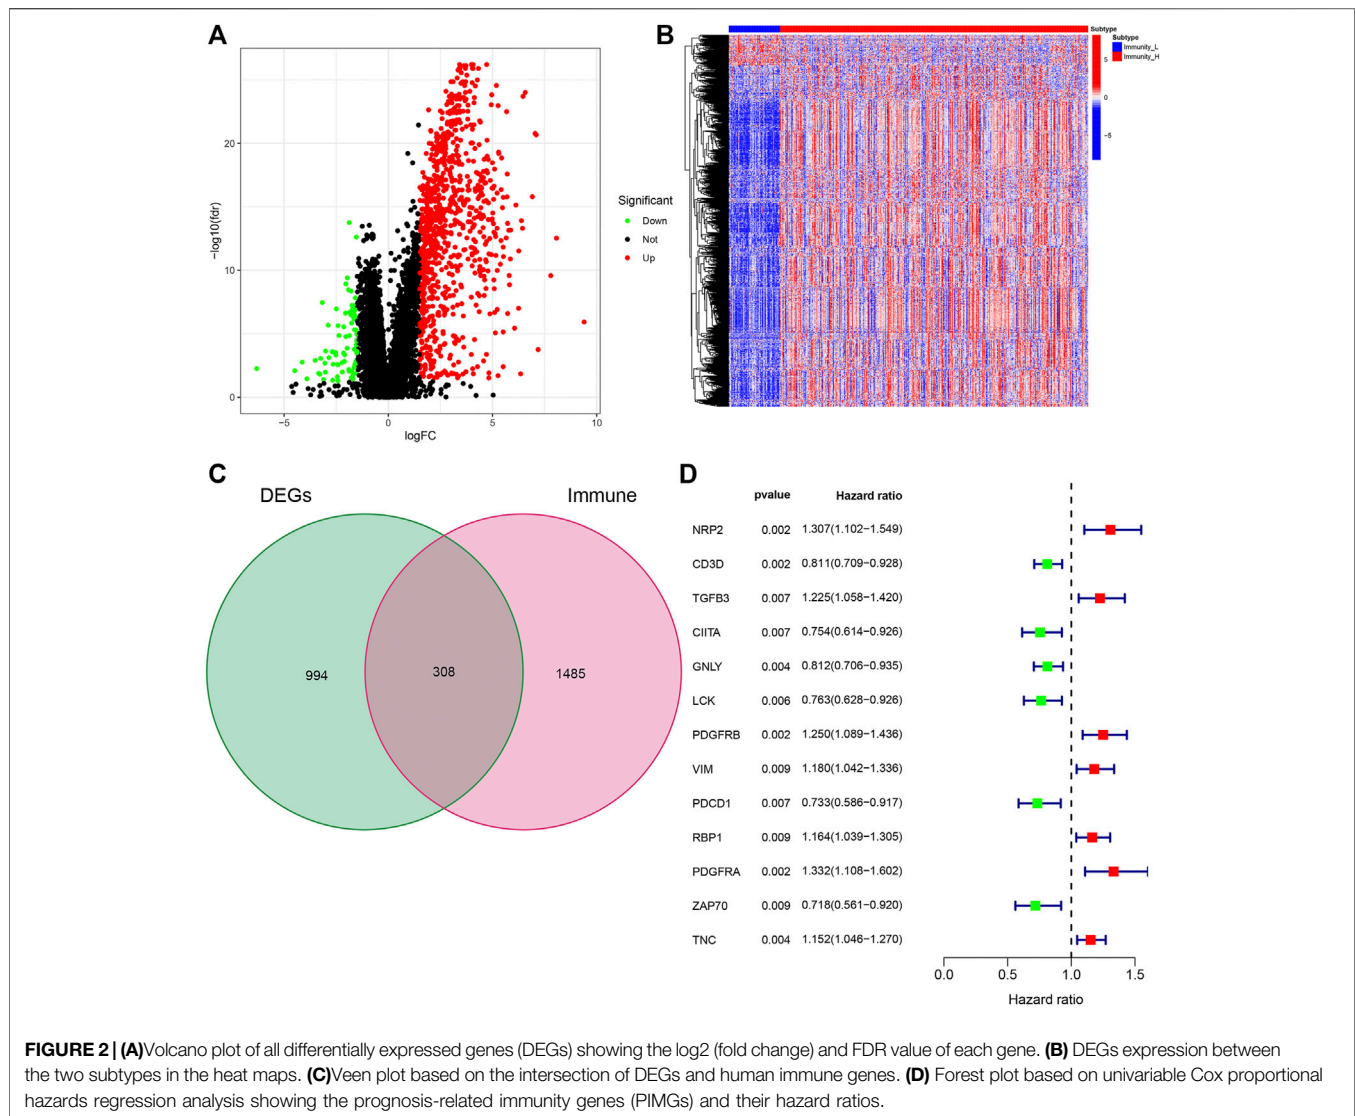 A
20
10
0
−log10(fdr)
−5
0
5
10
logFC
Significant
Down
Not
Up
B
Subtype
5
0
−5
Subtype
Immunity_L
Immunity_H
C
DEGs
Immune
994
308
1485
D
pvalue Hazard ratio
NRP2 0.002 1.307(1.102−1.549)
CD3D 0.002 0.811(0.709−0.928)
TGFB3 0.007 1.225(1.058−1.420)
CIITA 0.007 0.754(0.614−0.926)
GNLY 0.004 0.812(0.706−0.935)
LCK 0.006 0.763(0.628−0.926)
PDGFRB 0.002 1.250(1.089−1.436)
VIM 0.009 1.180(1.042−1.336)
PDCD1 0.007 0.733(0.586−0.917)
RBP1 0.009 1.164(1.039−1.305)
PDGFRA 0.002 1.332(1.108−1.602)
ZAP70 0.009 0.718(0.561−0.920)
TNC 0.004 1.152(1.046−1.270)
0.0 0.5 1.0 1.5
Hazard ratio
FIGURE 2 | (A)Volcano plot of all differentially expressed genes (DEGs) showing the log2 (fold change) and FDR value of each gene. (B) DEGs expression between
the two subtypes in the heat maps. (C)Veen plot based on the intersection of DEGs and human immune genes. (D) Forest plot based on univariable Cox proportional
hazards regression analysis showing the prognosis-related immunity genes (PIMGs) and their hazard ratios.